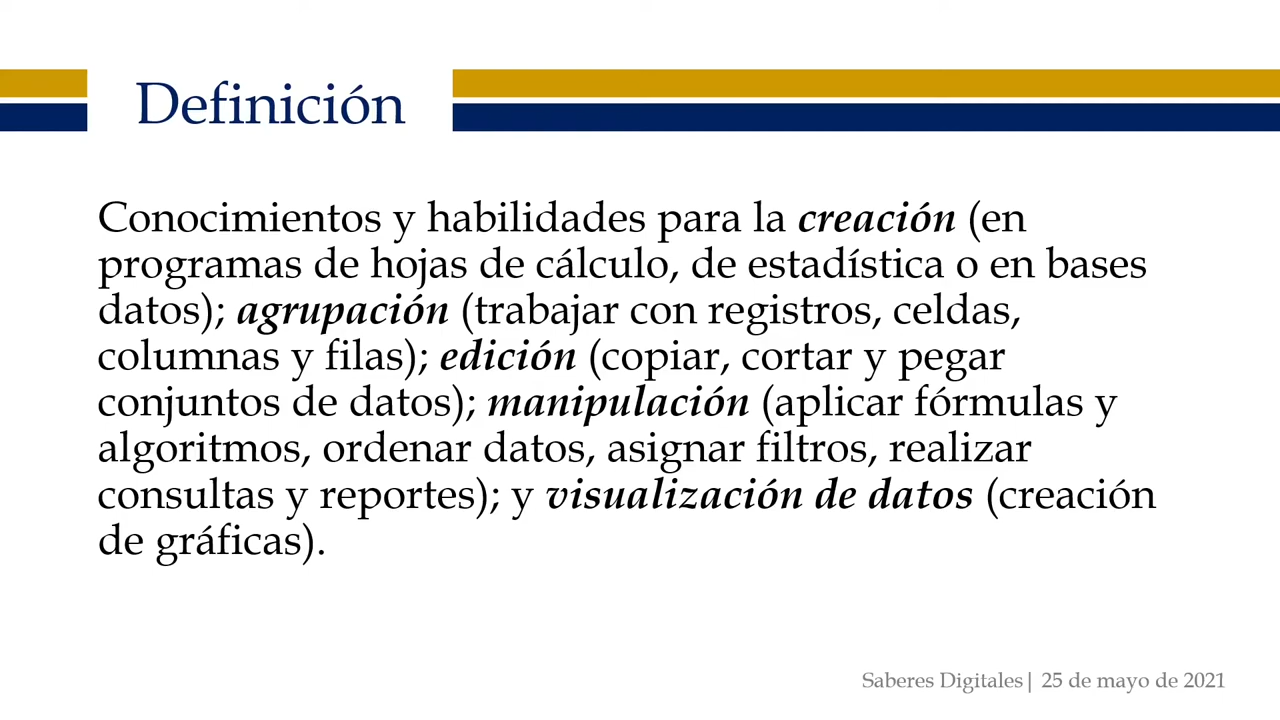 Definición
Conocimientos y habilidades para la creación (en
programas de hojas de cálculo, de estadística o en bases
datos); agrupación (trabajar con registros, celdas,
columnas y filas); edición (copiar, cortar y pegar
conjuntos de datos); manipulación (aplicar fórmulas y
algoritmos, ordenar datos, asignar filtros, realizar
consultas y reportes); y visualización de datos (creación
de gráficas).
Saberes Digitales| 25 de mayo de 2021